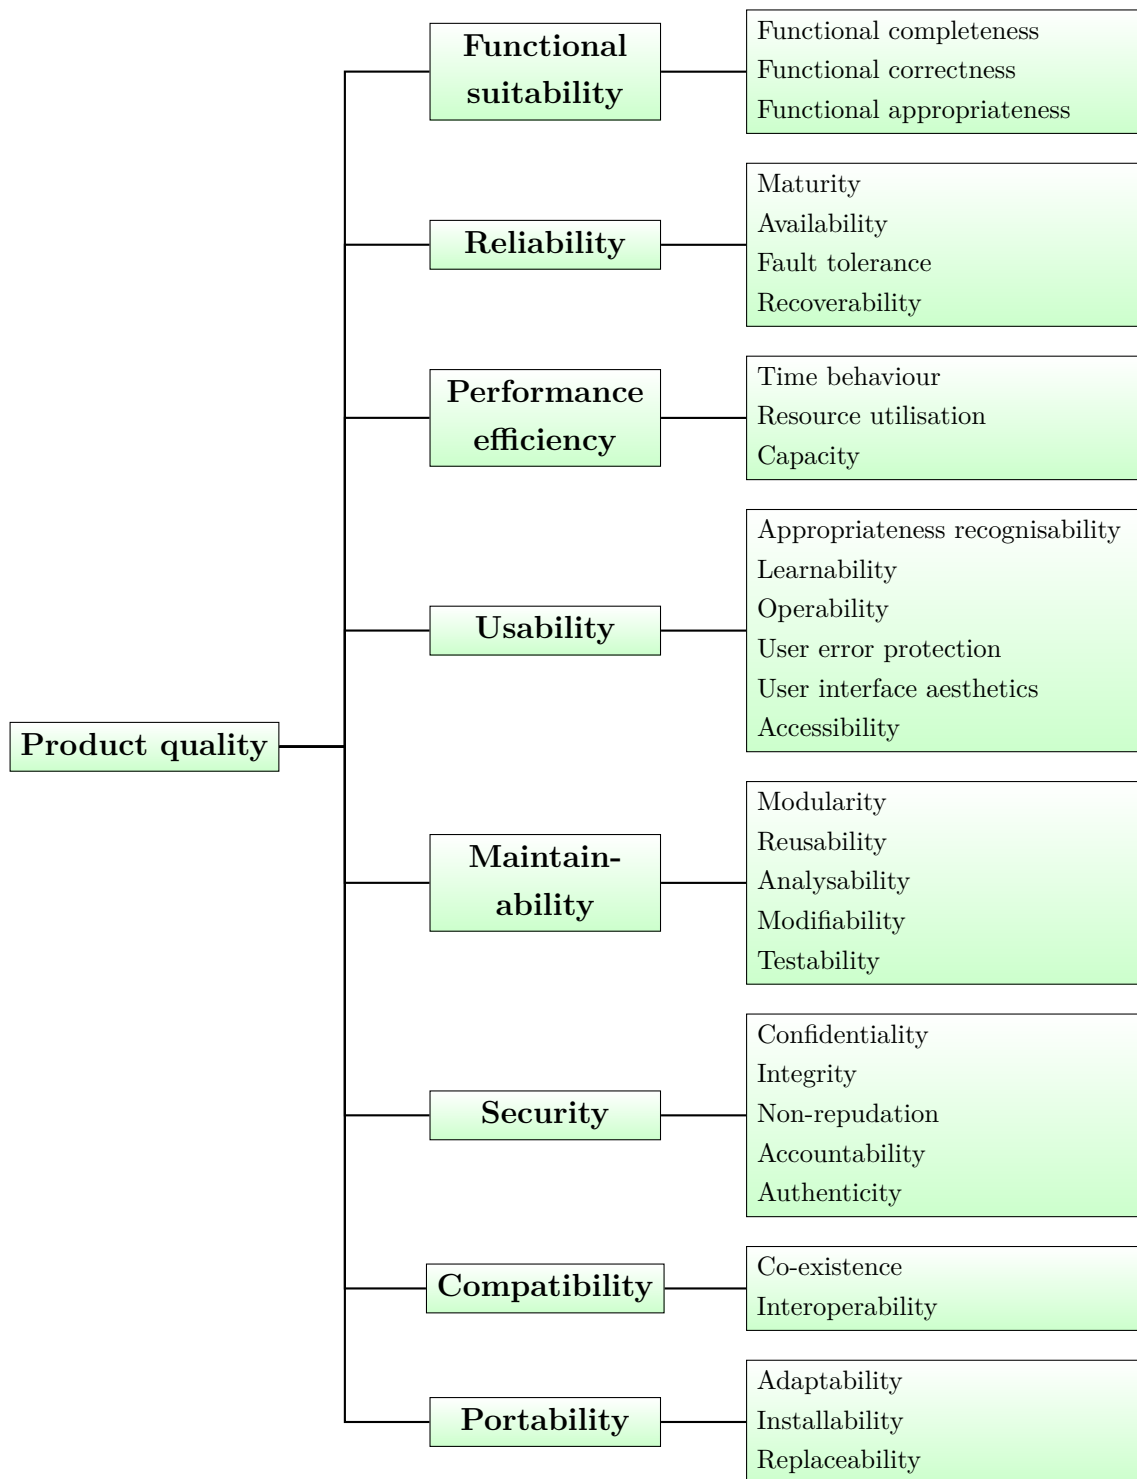 Product quality
Functional
suitability
Functional completeness
Functional correctness
Functional appropriateness
Reliability
Maturity
Availability
Fault tolerance
Recoverability
Performance
efficiency
Time behaviour
Resource utilisation
Capacity
Usability
Appropriateness recognisability
Learnability
Operability
User error protection
User interface aesthetics
Accessibility
Maintain-
ability
Modularity
Reusability
Analysability
Modifiability
Testability
Security
Confidentiality
Integrity
Non-repudation
Accountability
Authenticity
Compatibility
Co-existence
Interoperability
Portability
Adaptability
Installability
Replaceability